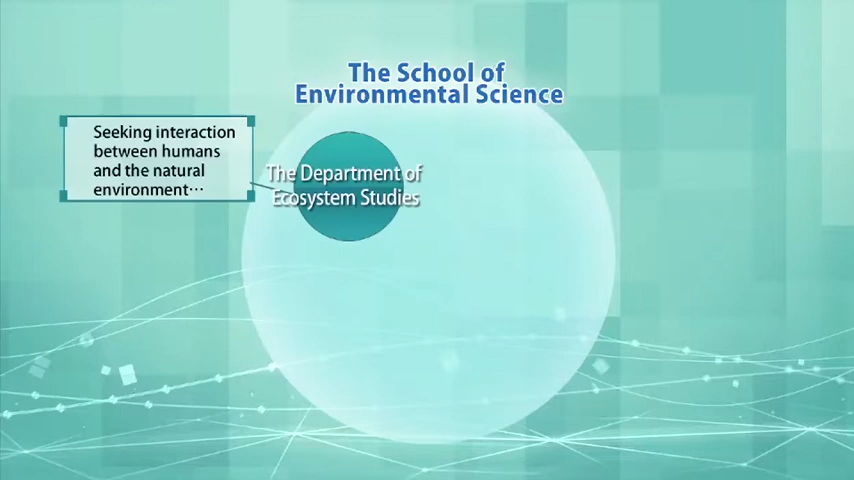 The School of
Environmental Science
Seeking interaction
between humans
and the natural
environment…
The Department of
Ecosystem Studies